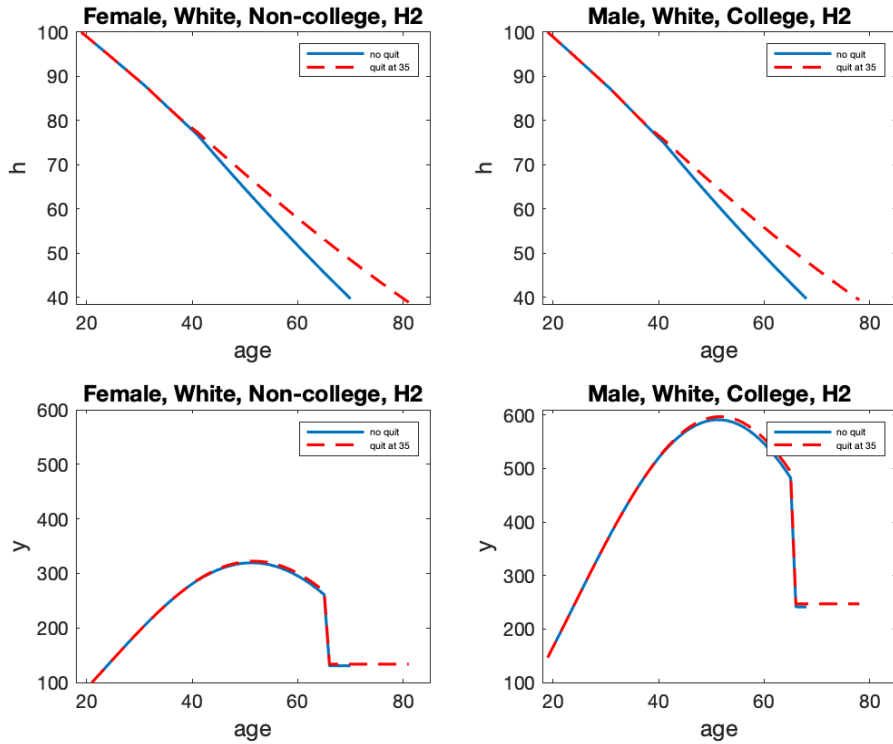 Female, White, Non-college, H2
100
90
80
70
60
50
40
h
20
40
60
80
age
no quit
quit at 35
Male, White, College, H2
100
90
80
70
60
50
40
h
20
40
60
80
age
no quit
quit at 35
Female, White, Non-college, H2
600
500
400
300
200
100
y
20
40
60
80
age
no quit
quit at 35
Male, White, College, H2
600
500
400
300
200
100
y
20
40
60
80
age
no quit
quit at 35